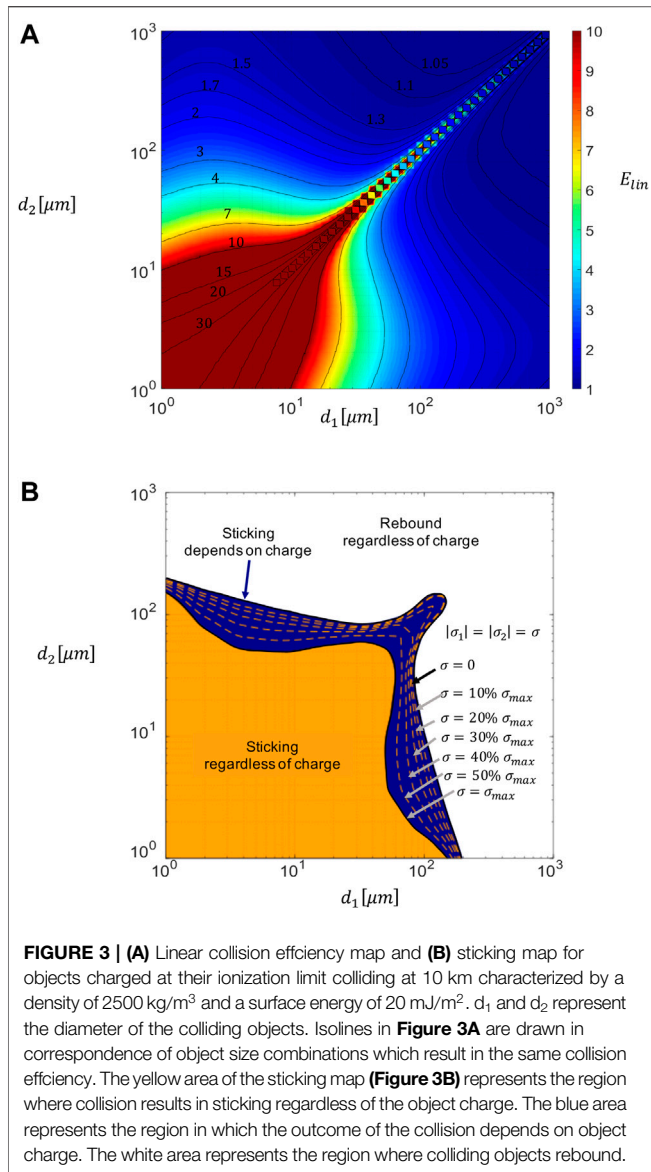 A
10³
10²
10¹
10⁰
d₂[μm]
1.5
1.7
2
3
4
7
10
15
20
30
1.05
1.1
1.3
10⁰
10¹
10²
10³
d₁[μm]
10
9
8
7
6
5
4
3
2
1
E_lin
B
10³
10²
10¹
10⁰
d₂[μm]
Sticking
depends on charge
Rebound
regardless of charge
|σ₁| = |σ₂| = σ
σ = 0
σ = 10% σ_max
σ = 20% σ_max
σ = 30% σ_max
σ = 40% σ_max
σ = 50% σ_max
σ = σ_max
Sticking
regardless of charge
10⁰
10¹
10²
10³
d₁[μm]
FIGURE 3 | (A) Linear collision effciency map and (B) sticking map for
objects charged at their ionization limit colliding at 10 km characterized by a
density of 2500 kg/m³ and a surface energy of 20 mJ/m². d₁ and d₂ represent
the diameter of the colliding objects. Isolines in Figure 3A are drawn in
correspondence of object size combinations which result in the same collision
effciency. The yellow area of the sticking map (Figure 3B) represents the region
where collision results in sticking regardless of the object charge. The blue area
represents the region in which the outcome of the collision depends on object
charge. The white area represents the region where colliding objects rebound.